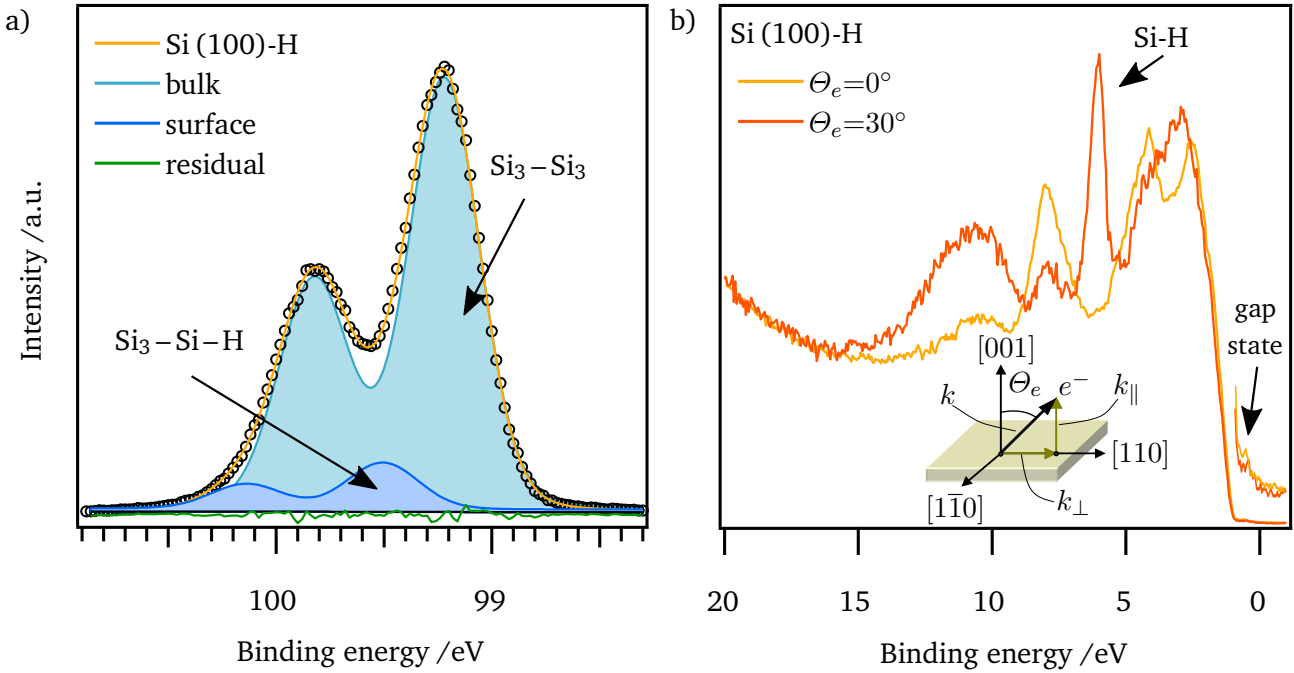 a)
Si (100)-H
bulk
surface
residual
Si₃–Si₃
Si₃–Si–H
Intensity /a.u.
100
99
Binding energy /eV
b)
Si (100)-H
Θₑ=0°
Θₑ=30°
Si-H
gap
state
[001]
Θₑ
e⁻
k
k∥
[110]
[11̅0]
k⊥
20
15
10
5
0
Binding energy /eV